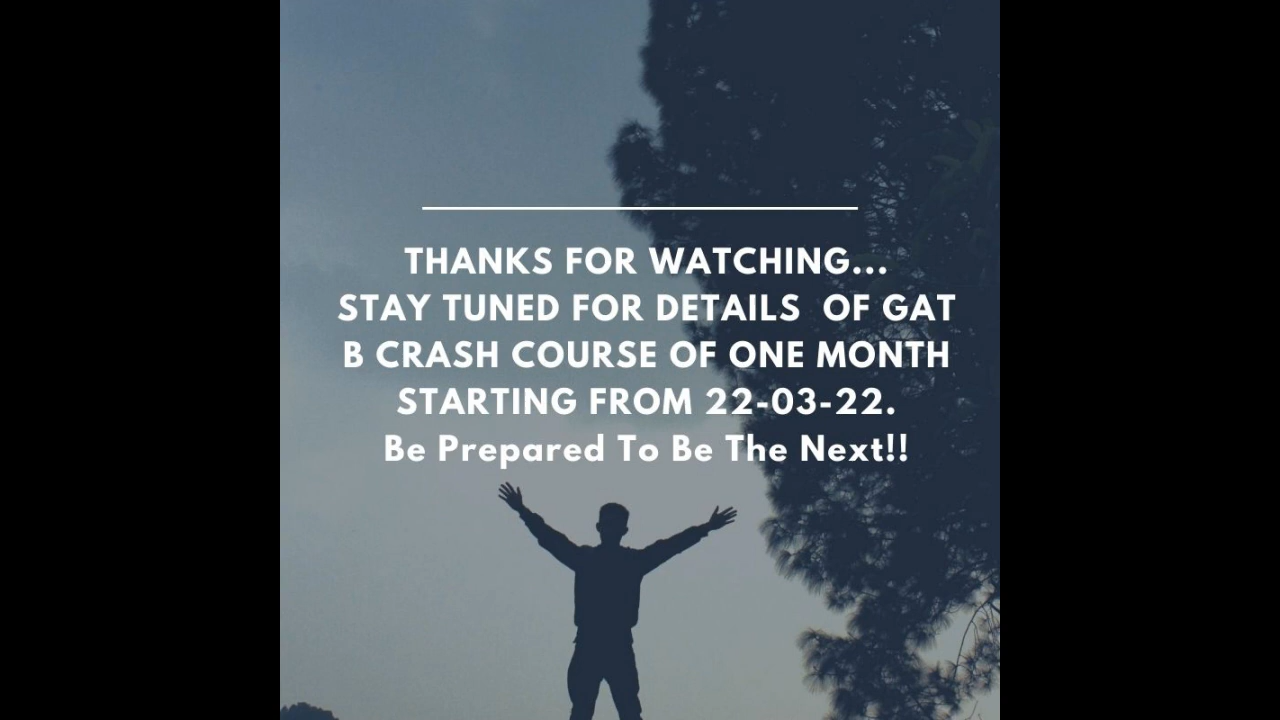 THANKS FOR WATCHING...
STAY TUNED FOR DETAILS OF GAT
B CRASH COURSE OF ONE MONTH
STARTING FROM 22-03-22.
Be Prepared To Be The Next!!